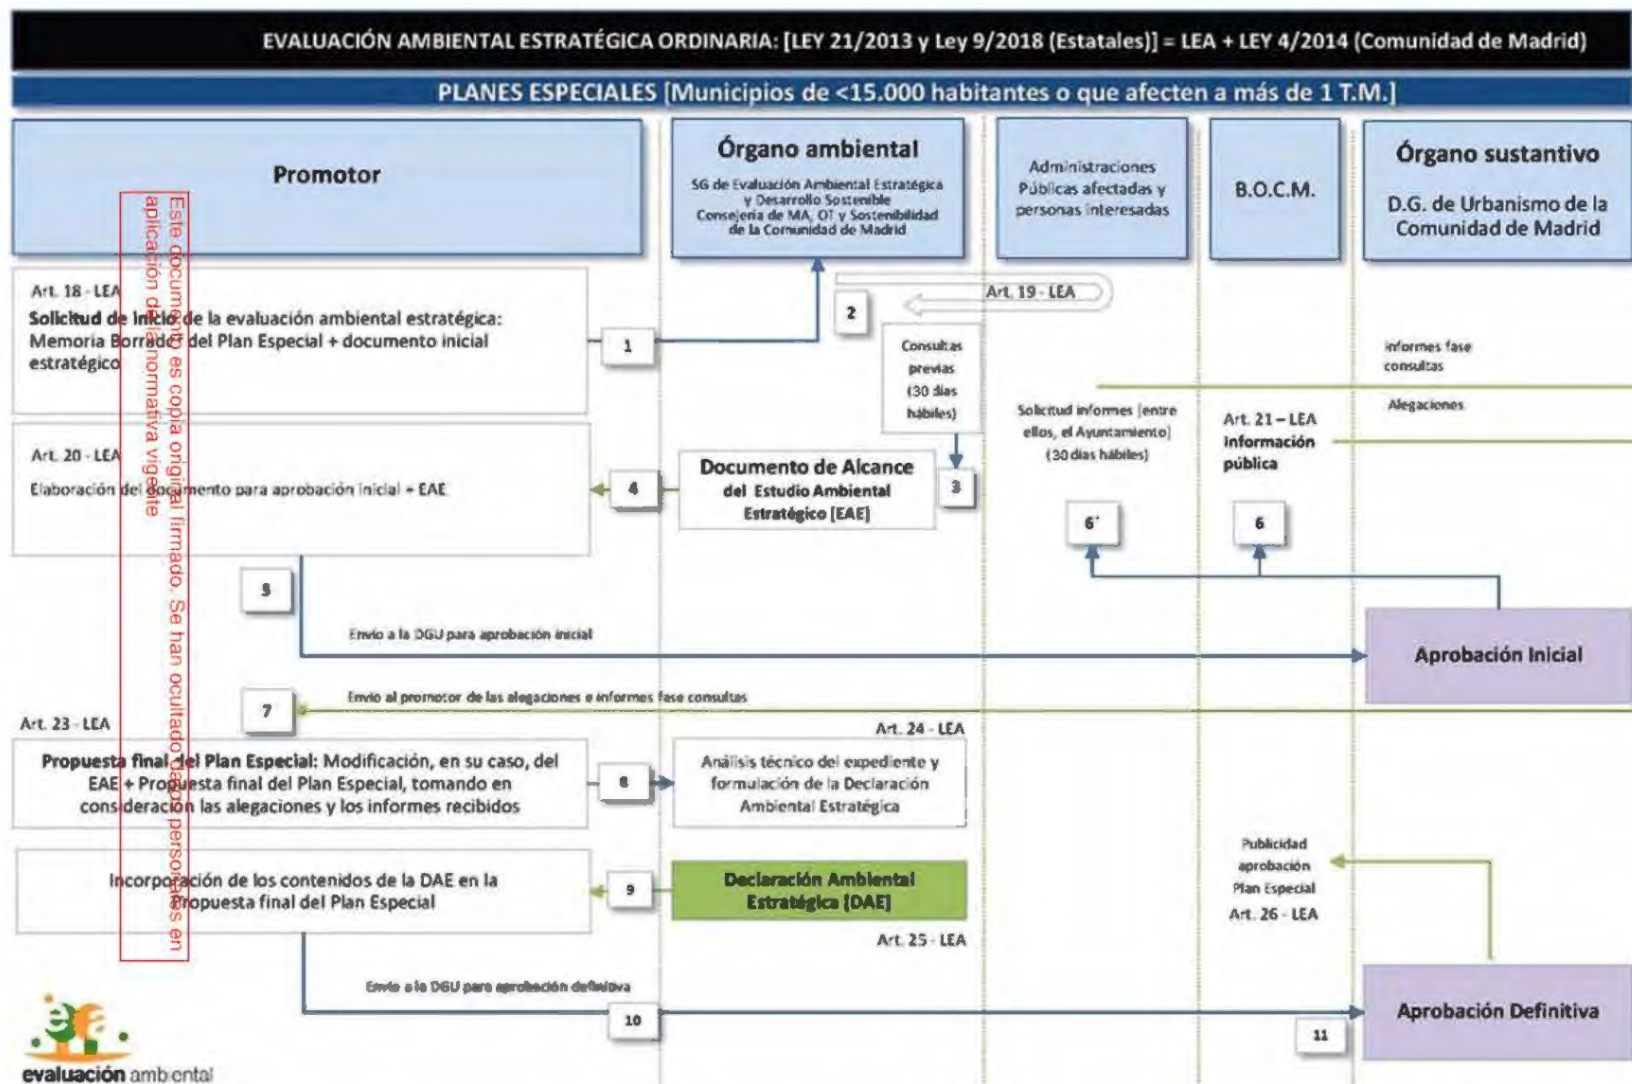 EVALUACIÓN AMBIENTAL ESTRATÉGICA ORDINARIA: [LEY 21/2013 y Ley 9/2018 (Estatales)] = LEA + LEY 4/2014 (Comunidad de Madrid)
PLANES ESPECIALES [Municipios de <15.000 habitantes o que afecten a más de 1 T.M.]
Promotor
Órgano ambiental
SG de Evaluación Ambiental Estratégica
y Desarrollo Sostenible
Consejería de MA, OT y Sostenibilidad
de la Comunidad de Madrid
Administraciones
Públicas afectadas y
personas interesadas
B.O.C.M.
Órgano sustantivo
D.G. de Urbanismo de la
Comunidad de Madrid
Este documento es copia original firmado. Se han ocultado datos personales en
aplicación de la normativa vigente
Art. 18 - LEA
Solicitud de inicio de la evaluación ambiental estratégica:
Memoria Borrador del Plan Especial + documento inicial
estratégico
1
2
Art. 19 - LEA
Consultas
previas
(30 días
hábiles)
informes fase
consultas
Alegaciones
Solicitud informes [entre
ellos, el Ayuntamiento]
(30 días hábiles)
Art. 21 – LEA
Información
pública
Art. 20 - LEA
Elaboración del documento para aprobación inicial + EAE
4
Documento de Alcance
del Estudio Ambiental
Estratégico [EAE]
3
6'
6
5
Envío a la DGU para aprobación inicial
Aprobación Inicial
7
Envío al promotor de las alegaciones e informes fase consultas
Art. 23 - LEA
Art. 24 - LEA
Propuesta final del Plan Especial: Modificación, en su caso, del
EAE + Propuesta final del Plan Especial, tomando en
consideración las alegaciones y los informes recibidos
8
Análisis técnico del expediente y
formulación de la Declaración
Ambiental Estratégica
Incorporación de los contenidos de la DAE en la
Propuesta final del Plan Especial
9
Declaración Ambiental
Estratégica [DAE]
Art. 25 - LEA
Publicidad
aprobación
Plan Especial
Art. 26 - LEA
Envío a la DGU para aprobación definitiva
10
11
Aprobación Definitiva
efa
evaluación ambiental